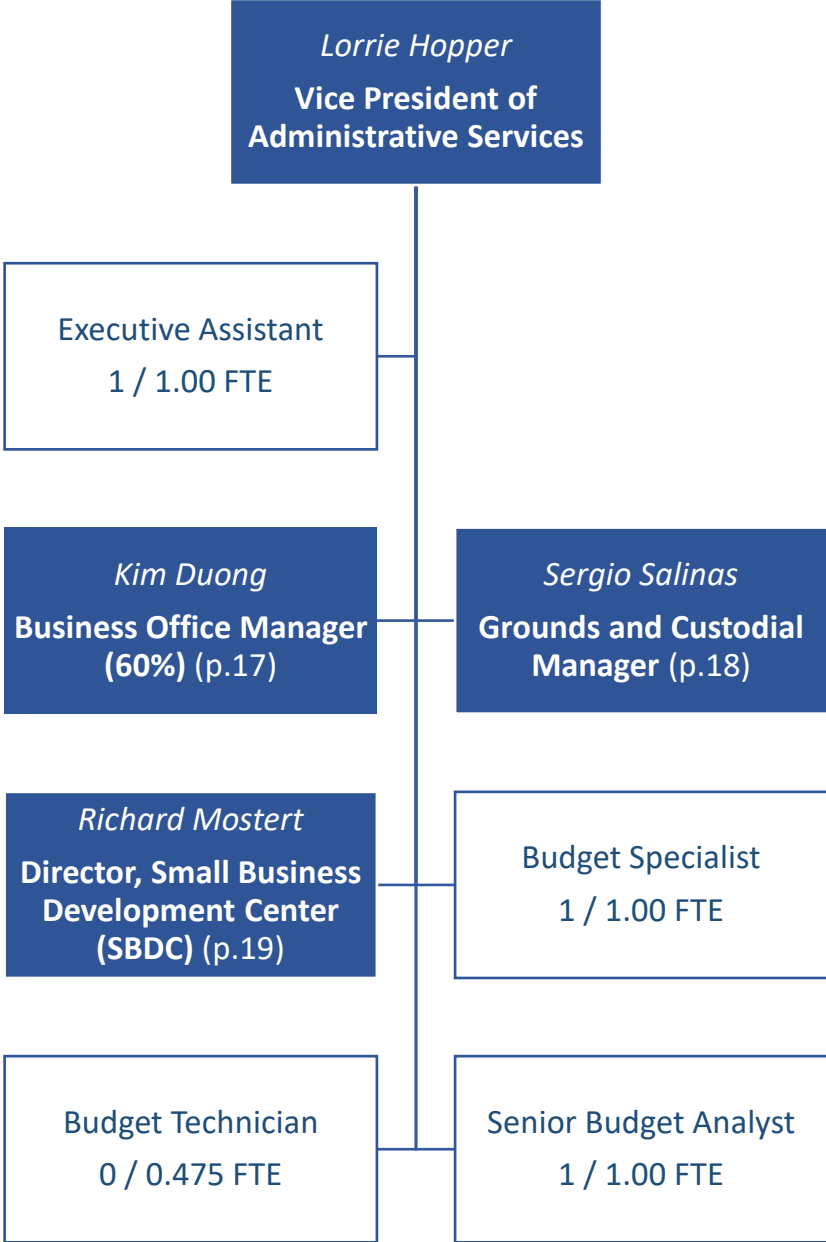 Lorrie Hopper
Vice President of
Administrative Services
Executive Assistant
1 / 1.00 FTE
Kim Duong
Business Office Manager
(60%) (p.17)
Sergio Salinas
Grounds and Custodial
Manager (p.18)
Richard Mostert
Director, Small Business
Development Center
(SBDC) (p.19)
Budget Specialist
1 / 1.00 FTE
Budget Technician
0 / 0.475 FTE
Senior Budget Analyst
1 / 1.00 FTE